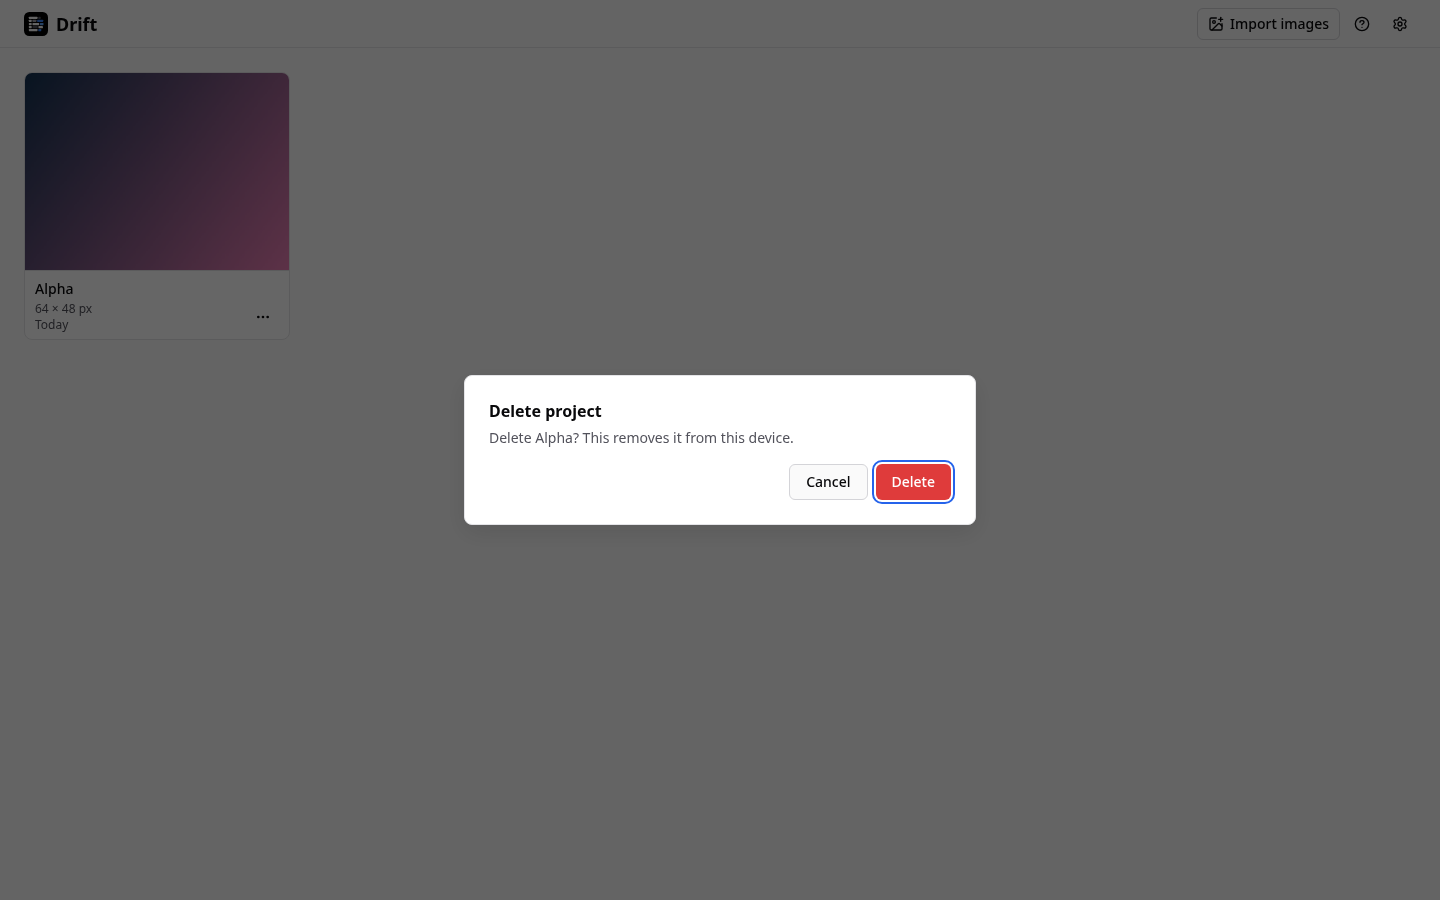 Drift
Import images
Alpha
64 × 48 px
Today
Delete project
Delete Alpha? This removes it from this device.
Cancel
Delete